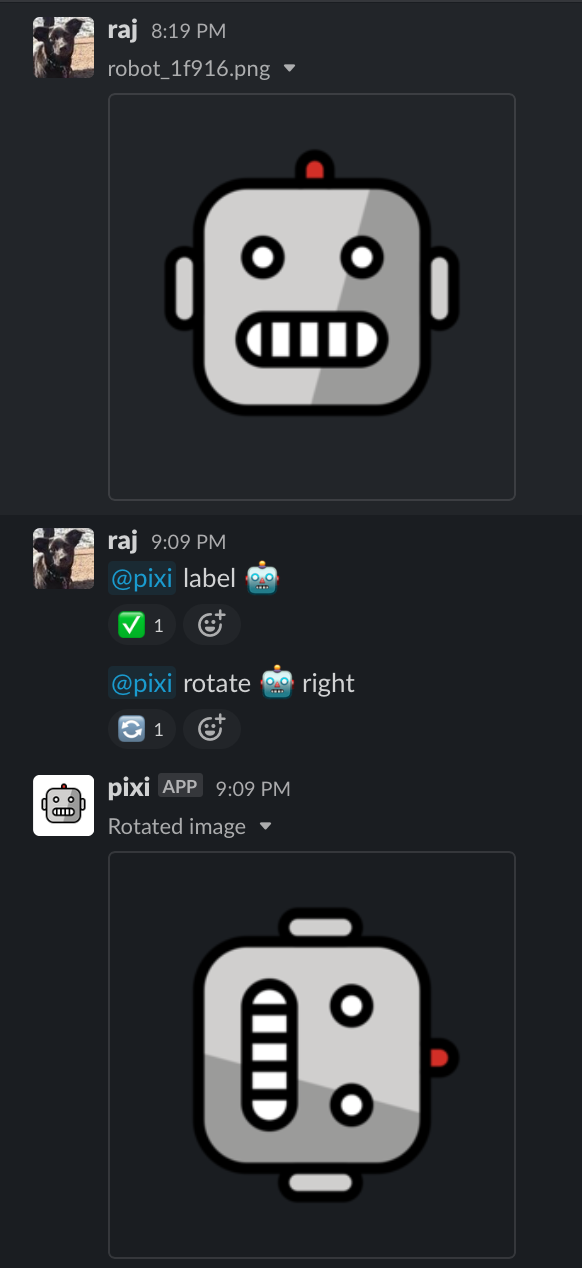 raj 8:19 PM
robot_1f916.png
raj 9:09 PM
@pixi label 🤖
✅ 1
@pixi rotate 🤖 right
🔄 1
pixi APP 9:09 PM
Rotated image